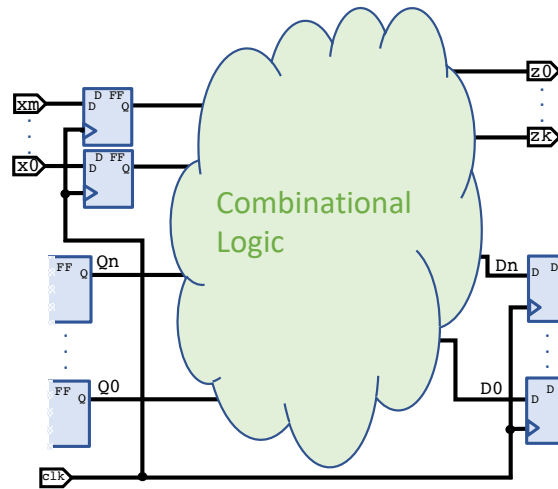 z0
D FF
xm
D Q
zk
D FF
x0
D Q
Combinational
Logic
Qn
Dn
FF
D
Q
D
FF
Q0
D0
D
Q
D
clk